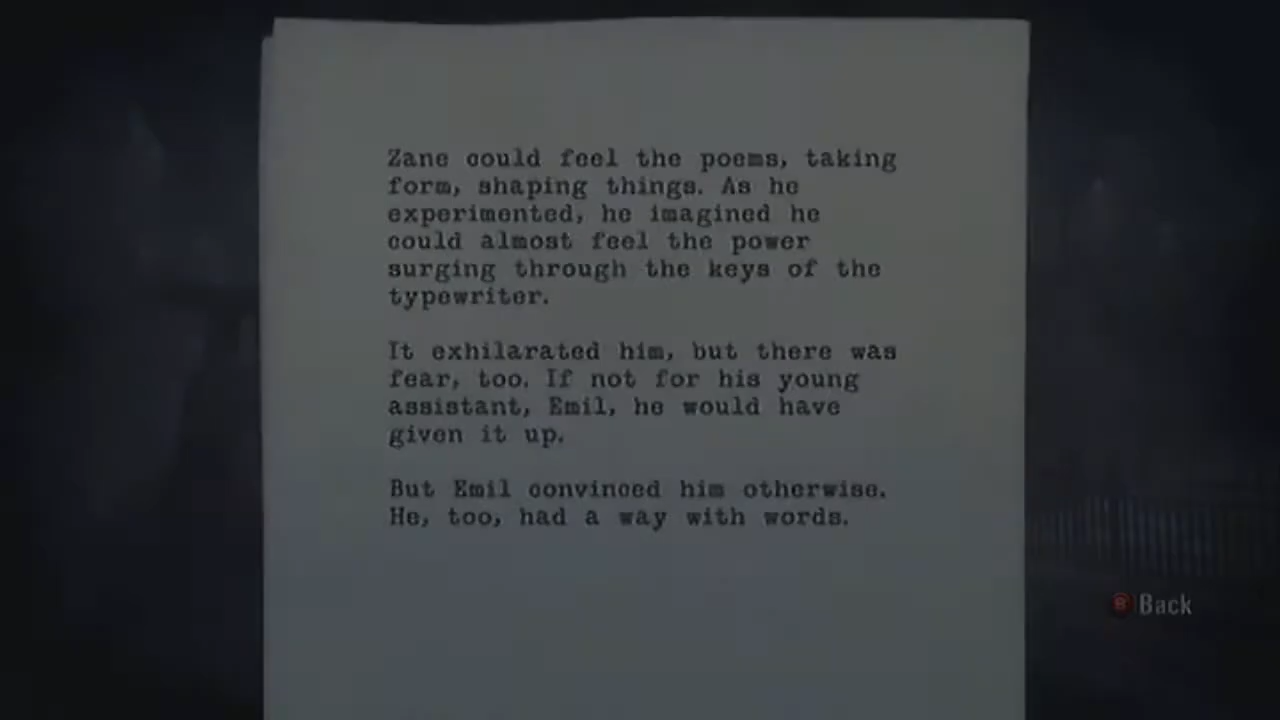 Zane could feel the poems, taking
form, shaping things. As he
experimented, he imagined he
could almost feel the power
surging through the keys of the
typewriter.
It exhilarated him, but there was
fear, too. If not for his young
assistant, Emil, he would have
given it up.
But Emil convinced him otherwise.
He, too, had a way with words.
B Back